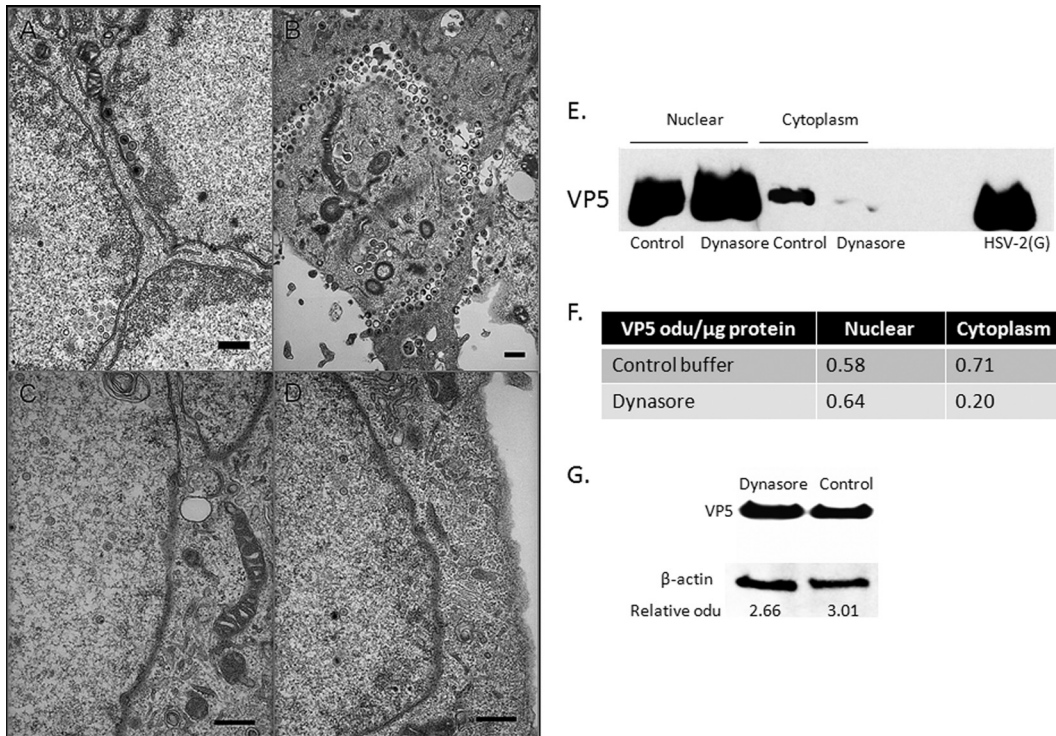 A
B
C
D
E.
Nuclear Cytoplasm
VP5
Control Dynasore Control Dynasore HSV-2(G)
F.
VP5 odu/µg protein Nuclear Cytoplasm
Control buffer 0.58 0.71
Dynasore 0.64 0.20
G.
Dynasore Control
VP5
β-actin
Relative odu 2.66 3.01